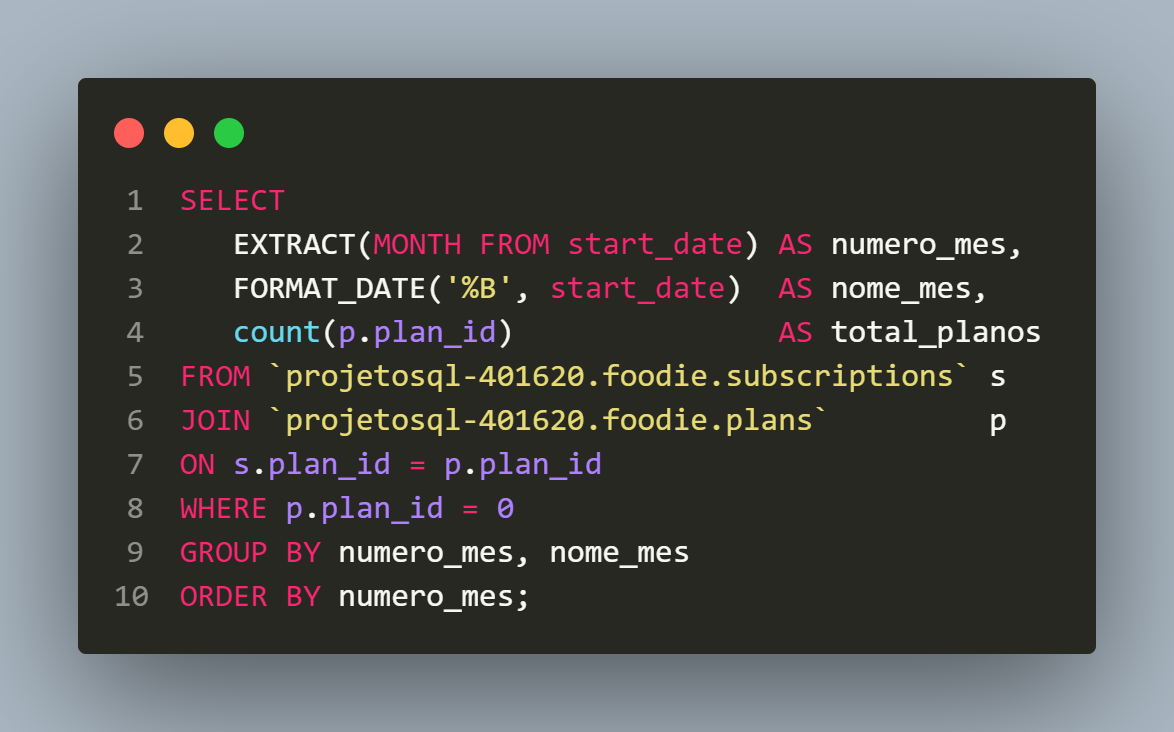 1 SELECT
2 EXTRACT(MONTH FROM start_date) AS numero_mes,
3 FORMAT_DATE('%B', start_date) AS nome_mes,
4 count(p.plan_id) AS total_planos
5 FROM `projetosql-401620.foodie.subscriptions` s
6 JOIN `projetosql-401620.foodie.plans` p
7 ON s.plan_id = p.plan_id
8 WHERE p.plan_id = 0
9 GROUP BY numero_mes, nome_mes
10 ORDER BY numero_mes;